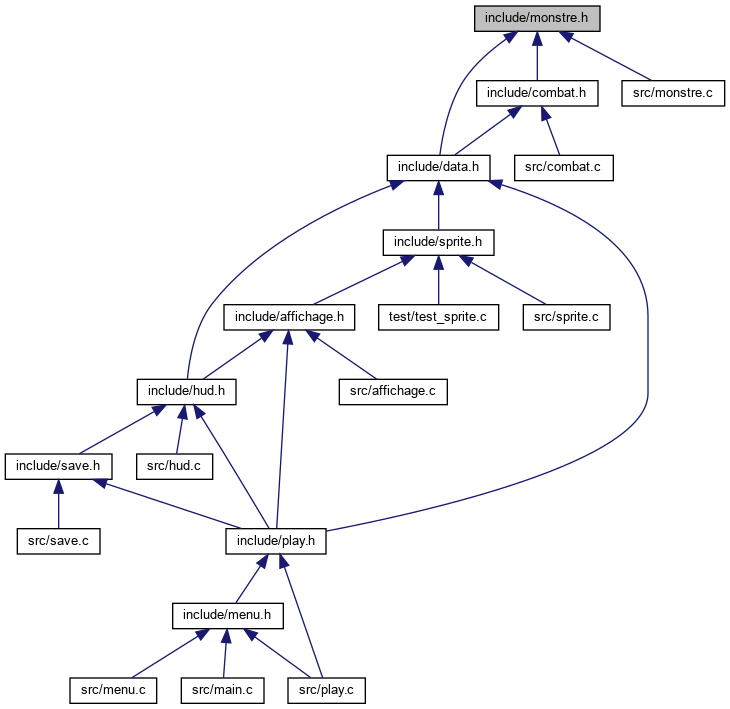 include/monstre.h
include/combat.h
src/monstre.c
include/data.h
src/combat.c
include/sprite.h
include/affichage.h
test/test_sprite.c
src/sprite.c
include/hud.h
src/affichage.c
include/save.h
src/hud.c
src/save.c
include/play.h
include/menu.h
src/menu.c
src/main.c
src/play.c